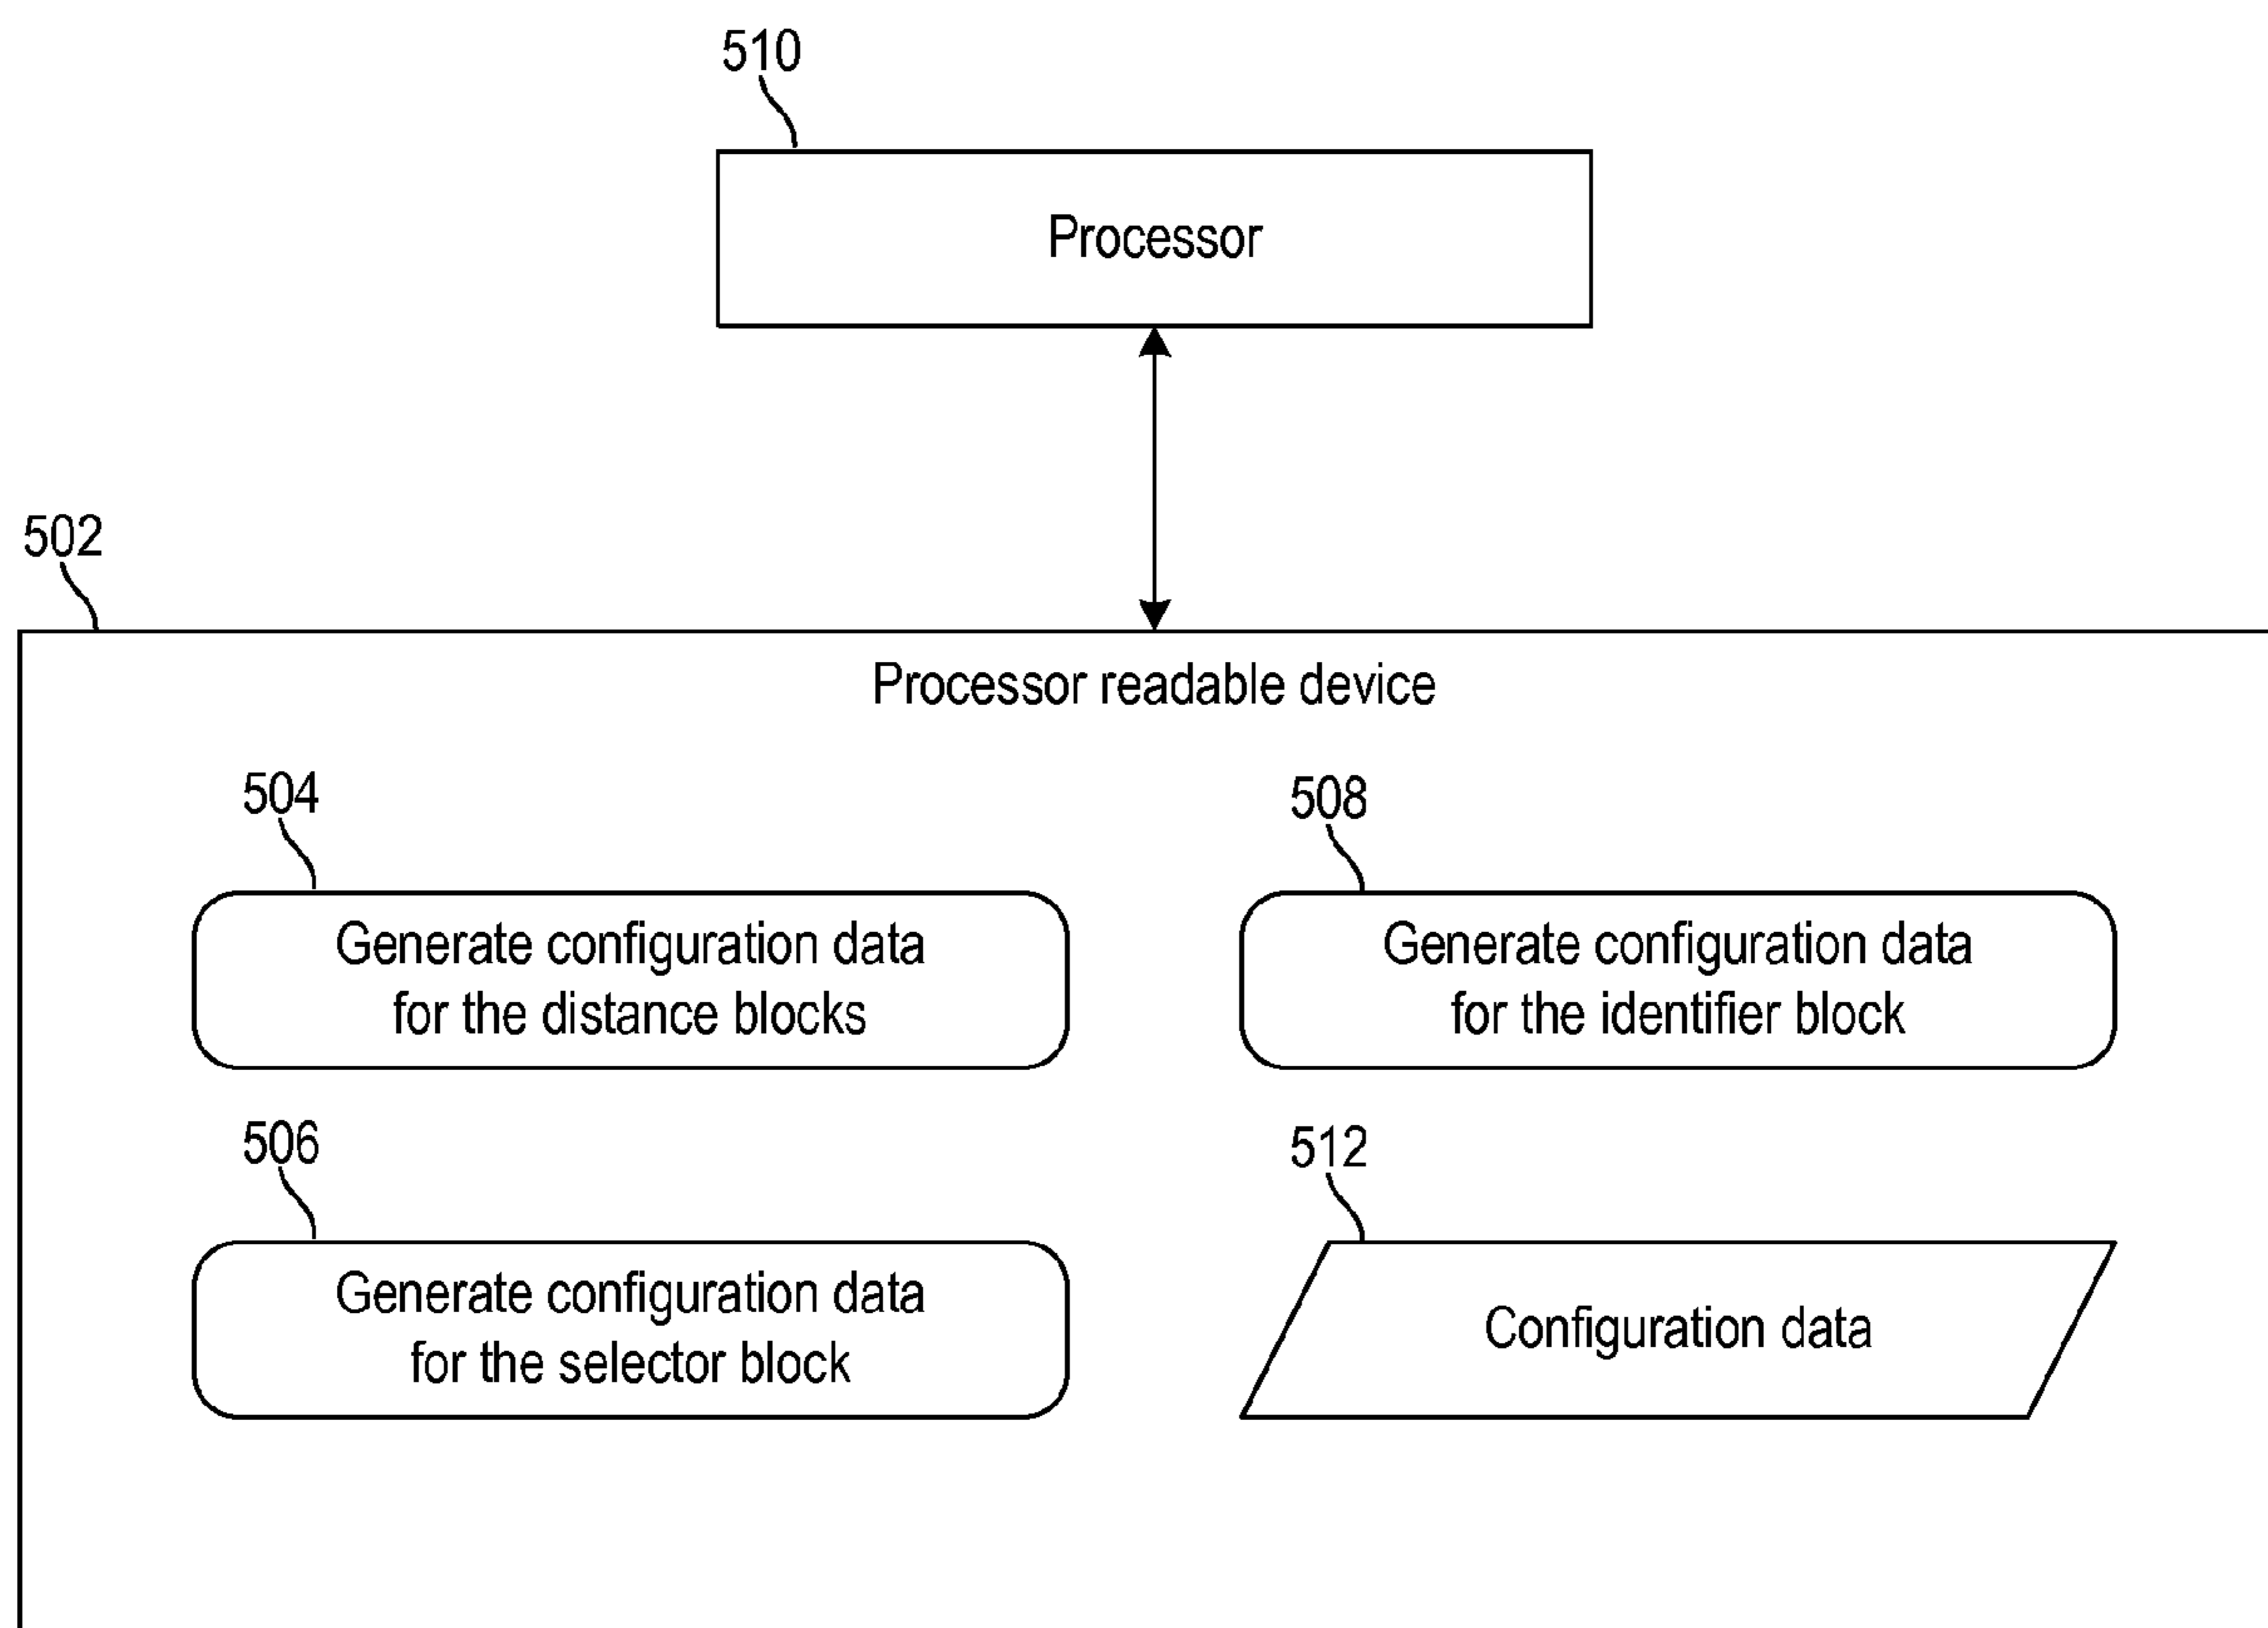 510
Processor
502
Processor readable device
504
508
Generate configuration data
for the distance blocks
Generate configuration data
for the identifier block
506
512
Generate configuration data
for the selector block
Configuration data